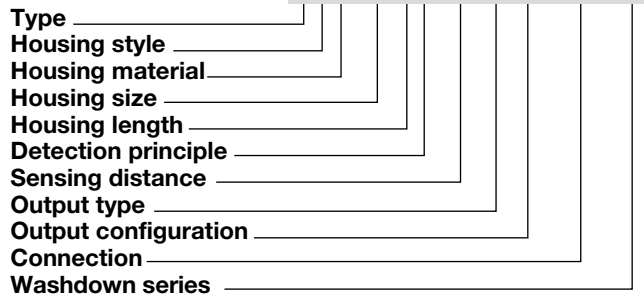 Type
Housing style
Housing material
Housing size
Housing length
Detection principle
Sensing distance
Output type
Output configuration
Connection
Washdown series